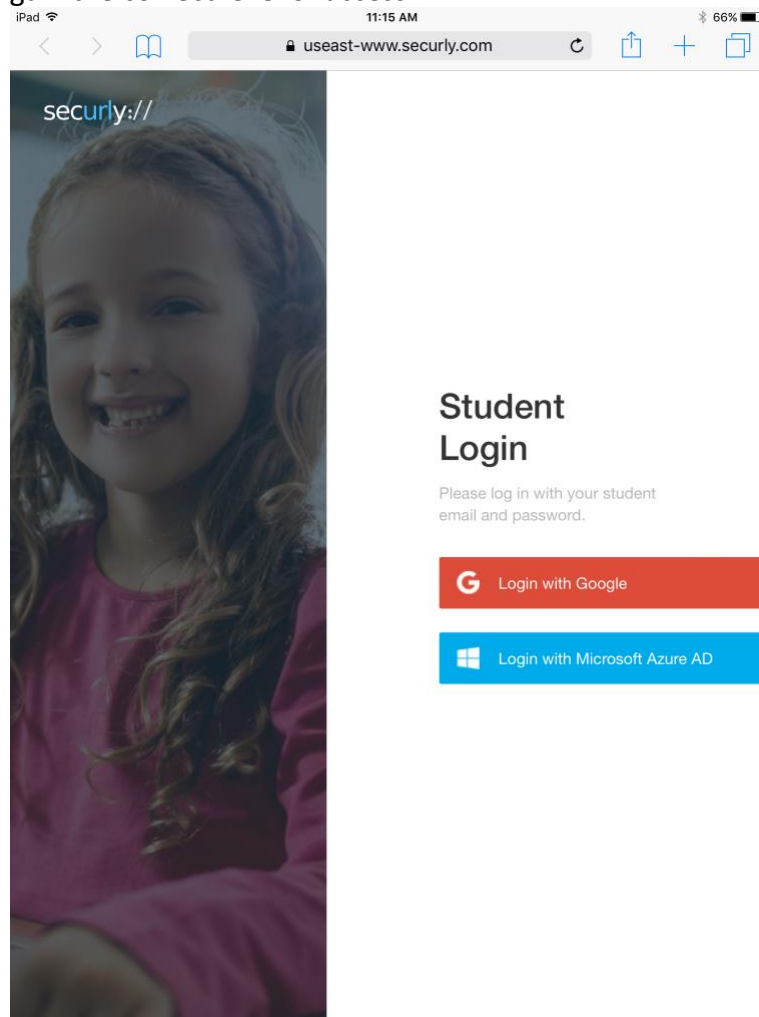 iPad
11:15 AM
66%
useast-www.securly.com
securly://
Student
Login
Please log in with your student
email and password.
G Login with Google
Login with Microsoft Azure AD